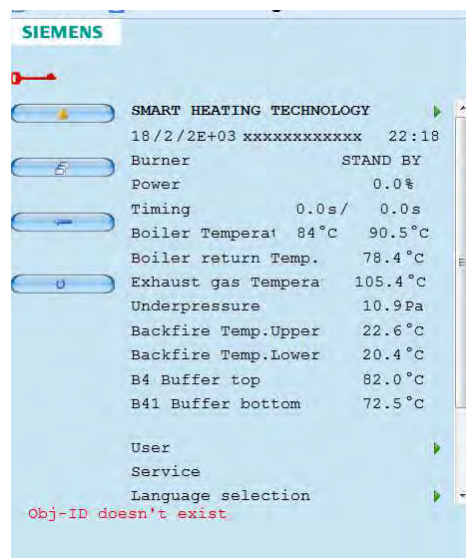 SIEMENS
SMART HEATING TECHNOLOGY
18/2/2E+03 xxxxxxxxxxxx 22:18
Burner STAND BY
Power 0.0%
Timing 0.0s/ 0.0s
Boiler Temperat 84°C 90.5°C
Boiler return Temp. 78.4°C
Exhaust gas Tempera 105.4°C
Underpressure 10.9Pa
Backfire Temp.Upper 22.6°C
Backfire Temp.Lower 20.4°C
B4 Buffer top 82.0°C
B41 Buffer bottom 72.5°C
User
Service
Language selection
Obj-ID doesn't exist